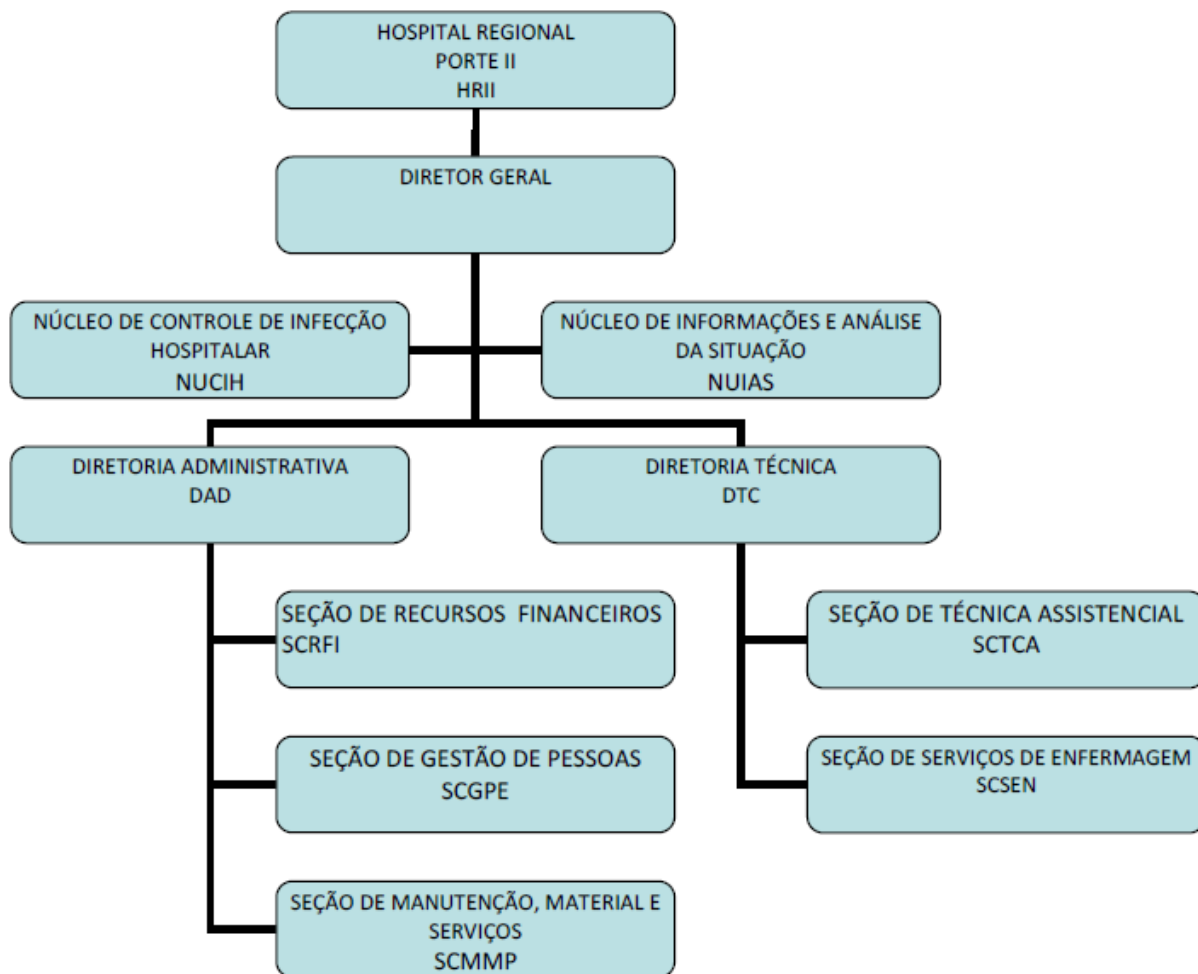 HOSPITAL REGIONAL
PORTE II
HRII
DIRETOR GERAL
NÚCLEO DE CONTROLE DE INFECÇÃO
HOSPITALAR
NUCIH
NÚCLEO DE INFORMAÇÕES E ANÁLISE
DA SITUAÇÃO
NUIAS
DIRETORIA ADMINISTRATIVA
DAD
DIRETORIA TÉCNICA
DTC
SEÇÃO DE RECURSOS FINANCEIROS
SCRFI
SEÇÃO DE GESTÃO DE PESSOAS
SCGPE
SEÇÃO DE MANUTENÇÃO, MATERIAL E
SERVIÇOS
SCMMP
SEÇÃO DE TÉCNICA ASSISTENCIAL
SCTCA
SEÇÃO DE SERVIÇOS DE ENFERMAGEM
SCSEN